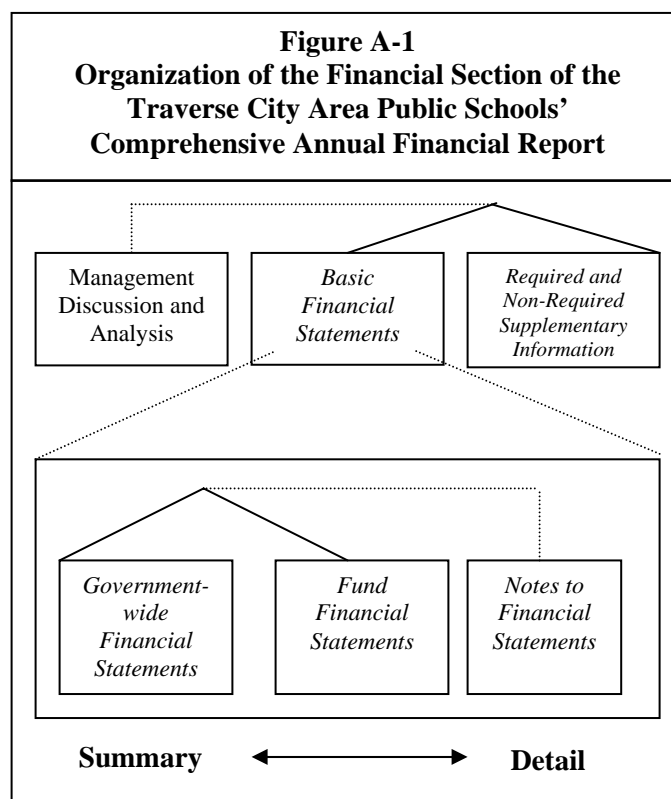 Figure A-1
Organization of the Financial Section of the
Traverse City Area Public Schools’
Comprehensive Annual Financial Report
Management
Discussion and
Analysis
Basic
Financial
Statements
Required and
Non-Required
Supplementary
Information
Government-
wide
Financial
Statements
Fund
Financial
Statements
Notes to
Financial
Statements
Summary
Detail